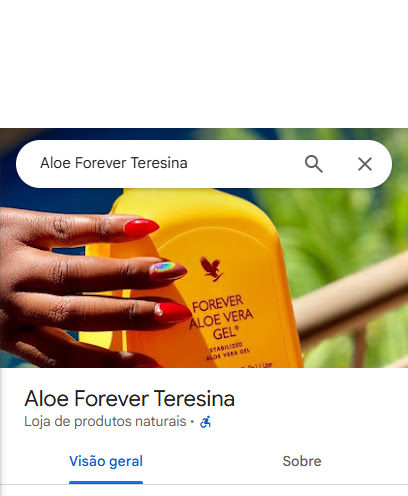 Aloe Forever Teresina
FOREVER
ALOE VERA
GEL®
STABILIZED
ALOE VERA GEL
Aloe Forever Teresina
Loja de produtos naturais ·
Visão geral
Sobre